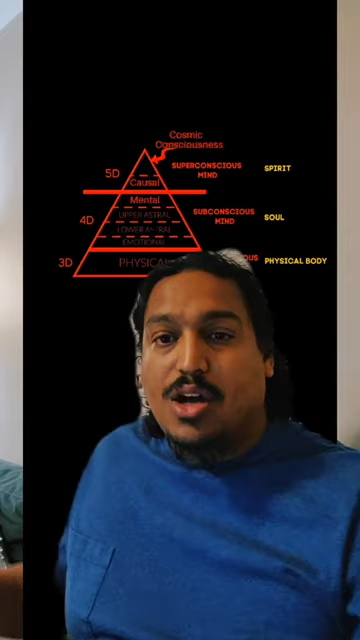 Cosmic
Consciousness
5D
SUPERCONSCIOUS
MIND
SPIRIT
Causal
Mental
4D
UPPER ASTRAL
SUBCONSCIOUS
MIND
SOUL
LOWER ASTRAL
EMOTIONAL
3D
PHYSICAL
PHYSICAL BODY